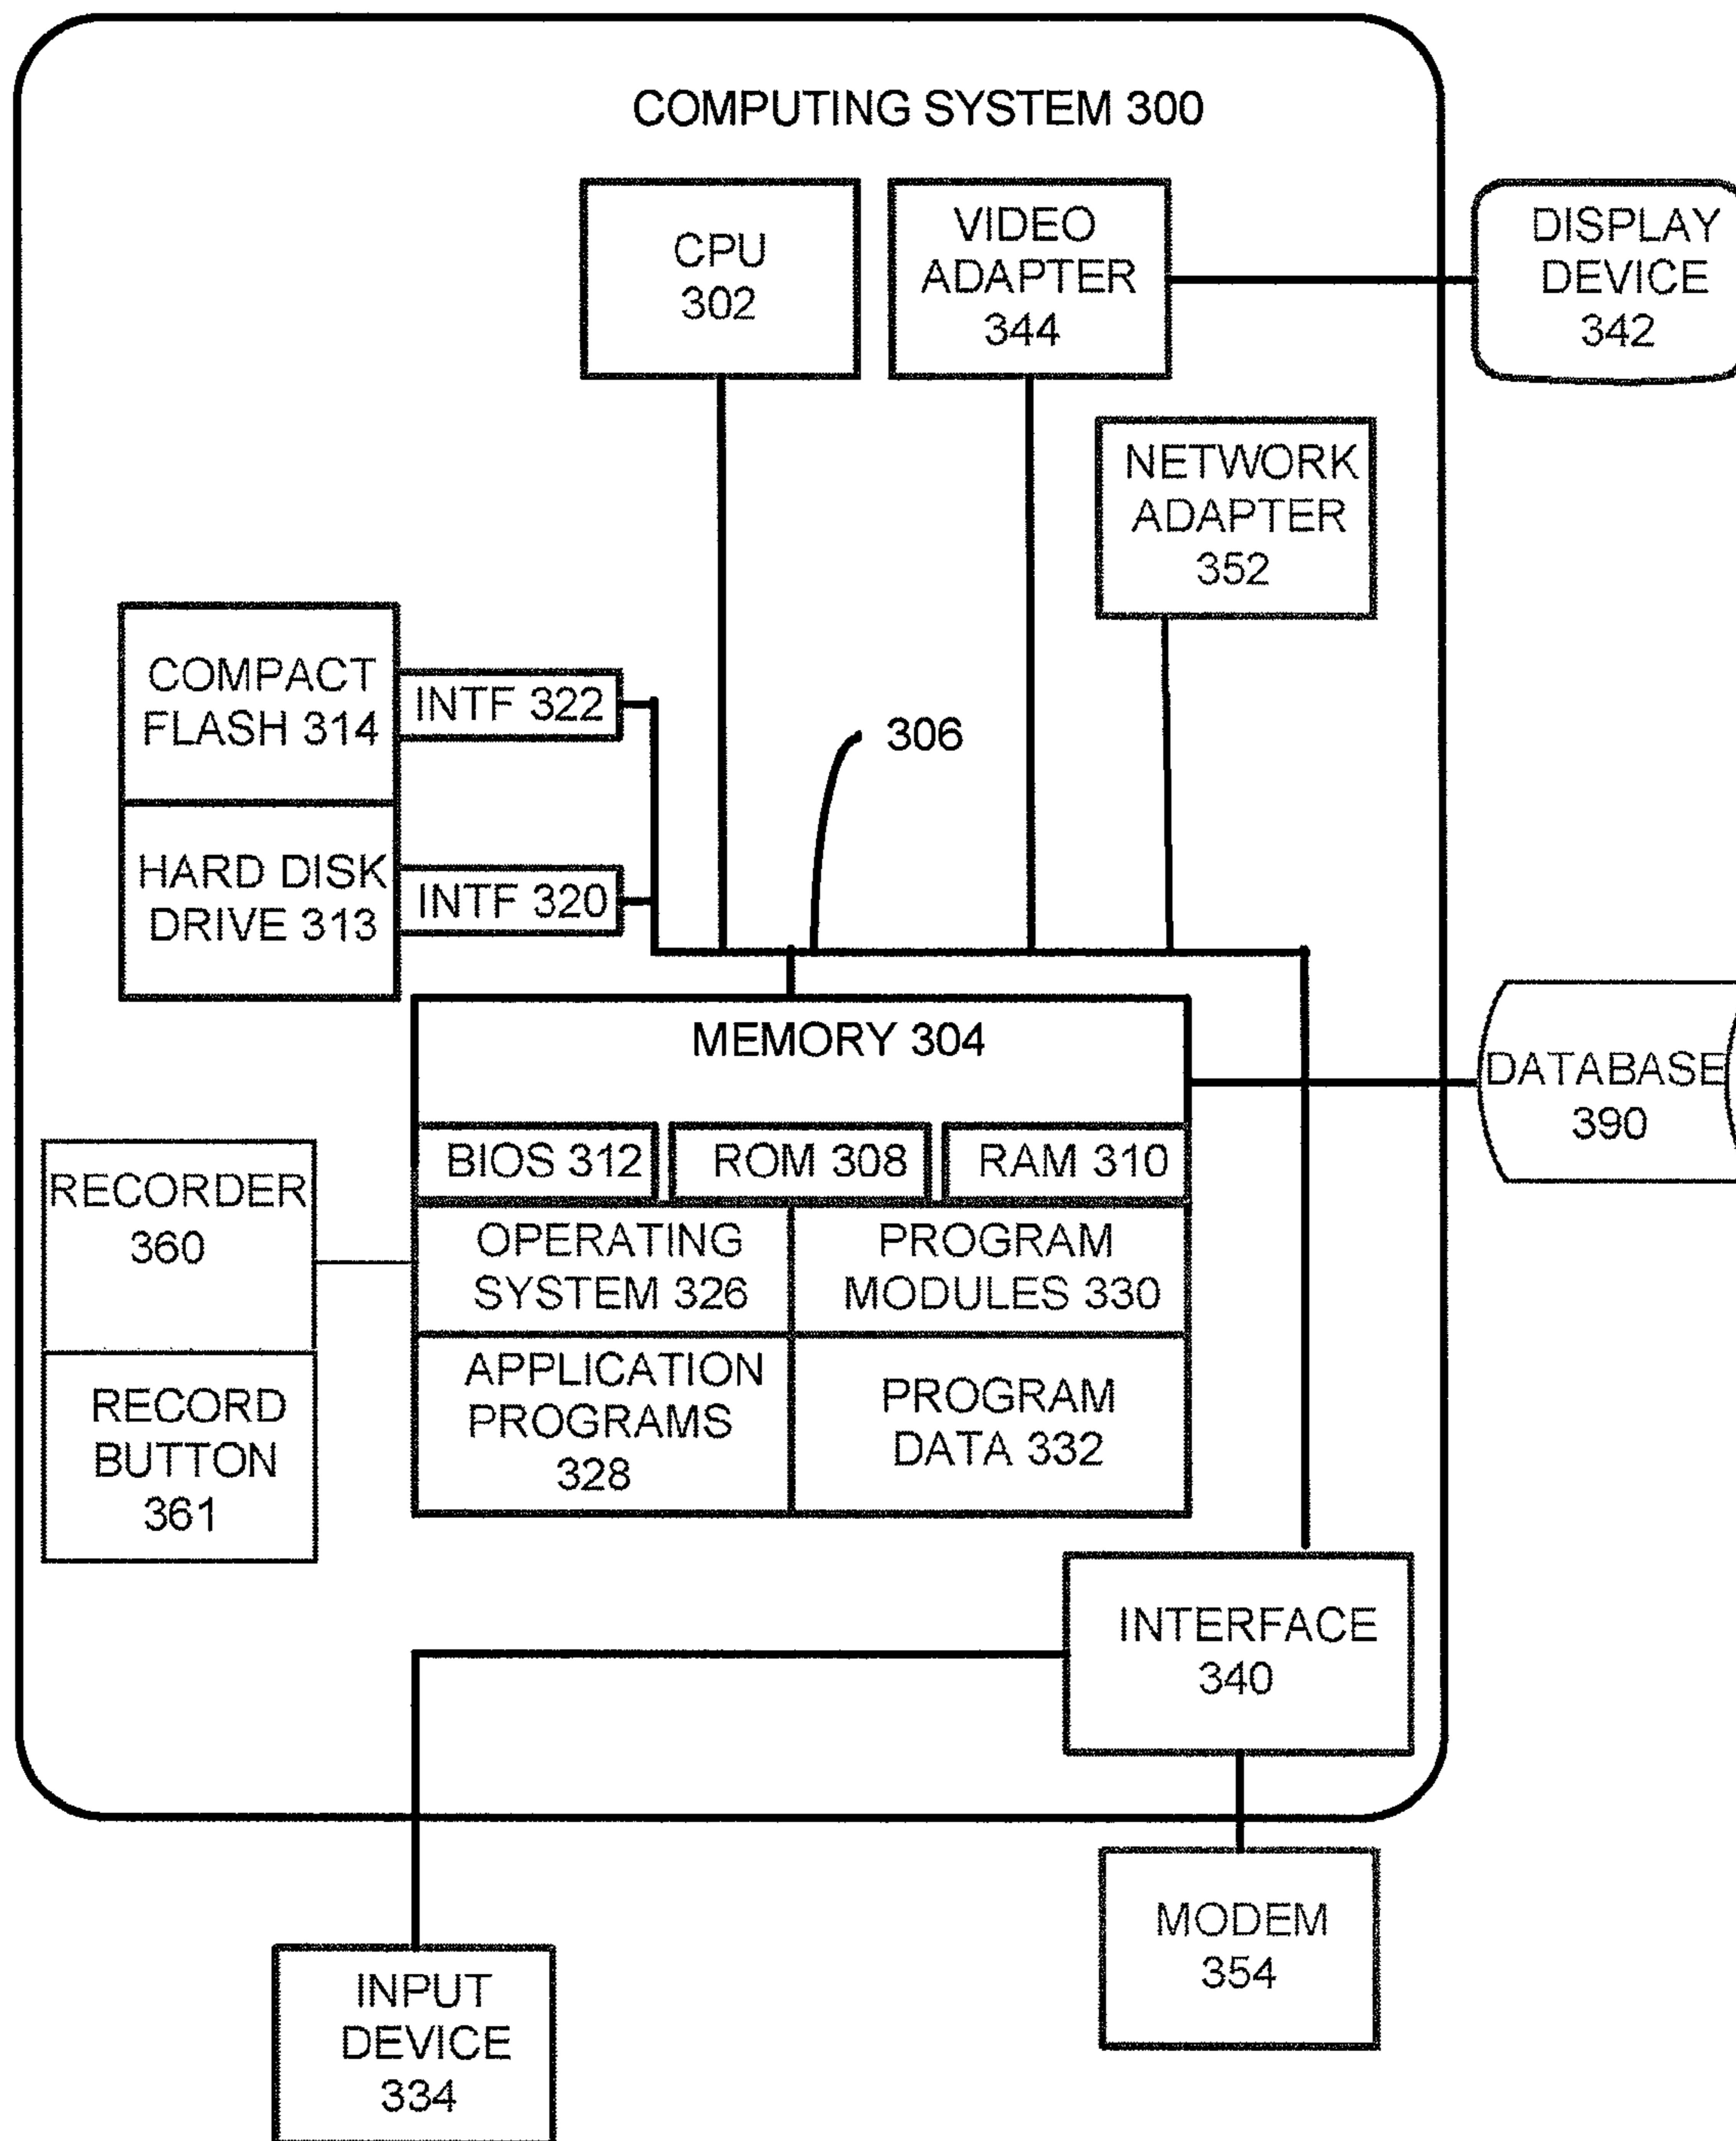 COMPUTING SYSTEM 300
CPU
302
VIDEO
ADAPTER
344
DISPLAY
DEVICE
342
NETWORK
ADAPTER
352
COMPACT
FLASH 314
INTF 322
306
HARD DISK
DRIVE 313
INTF 320
MEMORY 304
DATABASE
390
BIOS 312
ROM 308
RAM 310
RECORDER
360
OPERATING
SYSTEM 326
PROGRAM
MODULES 330
RECORD
BUTTON
361
APPLICATION
PROGRAMS
328
PROGRAM
DATA 332
INTERFACE
340
MODEM
354
INPUT
DEVICE
334